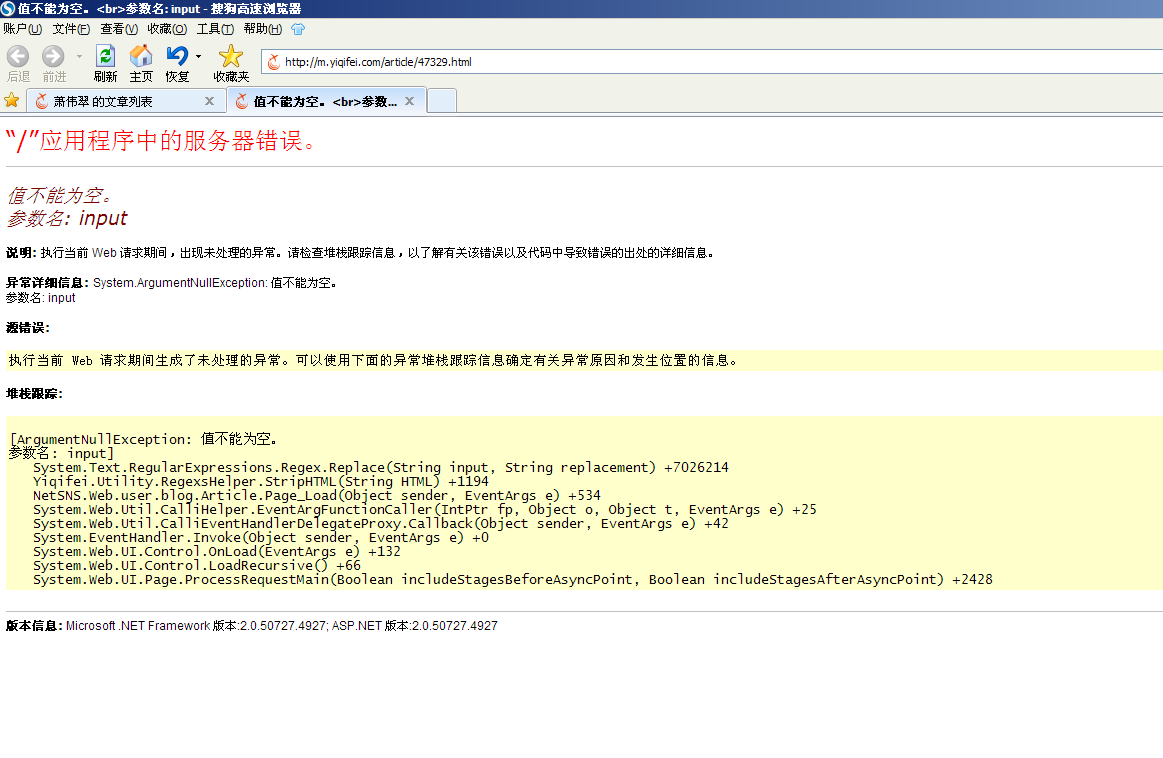 值不能为空。<br>参数名: input - 搜狗高速浏览器
账户(U) 文件(F) 查看(V) 收藏(O) 工具(T) 帮助(H)
后退 前进 刷新 主页 恢复 收藏夹 http://m.yiqifei.com/article/47329.html
萧伟翠 的文章列表 值不能为空。<br>参数...
“/”应用程序中的服务器错误。
值不能为空。
参数名: input
说明: 执行当前 Web 请求期间，出现未处理的异常。请检查堆栈跟踪信息，以了解有关该错误以及代码中导致错误的出处的详细信息。
异常详细信息: System.ArgumentNullException: 值不能为空。
参数名: input
源错误:
执行当前 Web 请求期间生成了未处理的异常。可以使用下面的异常堆栈跟踪信息确定有关异常原因和发生位置的信息。
堆栈跟踪:
[ArgumentNullException: 值不能为空。
参数名: input]
System.Text.RegularExpressions.Regex.Replace(String input, String replacement) +7026214
Yiqifei.Utility.RegexsHelper.StripHTML(String HTML) +1194
NetSNS.Web.user.blog.Article.Page_Load(Object sender, EventArgs e) +534
System.Web.Util.CalliHelper.EventArgFunctionCaller(IntPtr fp, Object o, Object t, EventArgs e) +25
System.Web.Util.CalliEventHandlerDelegateProxy.Callback(Object sender, EventArgs e) +42
System.EventHandler.Invoke(Object sender, EventArgs e) +0
System.Web.UI.Control.OnLoad(EventArgs e) +132
System.Web.UI.Control.LoadRecursive() +66
System.Web.UI.Page.ProcessRequestMain(Boolean includeStagesBeforeAsyncPoint, Boolean includeStagesAfterAsyncPoint) +2428
版本信息: Microsoft .NET Framework 版本:2.0.50727.4927; ASP.NET 版本:2.0.50727.4927